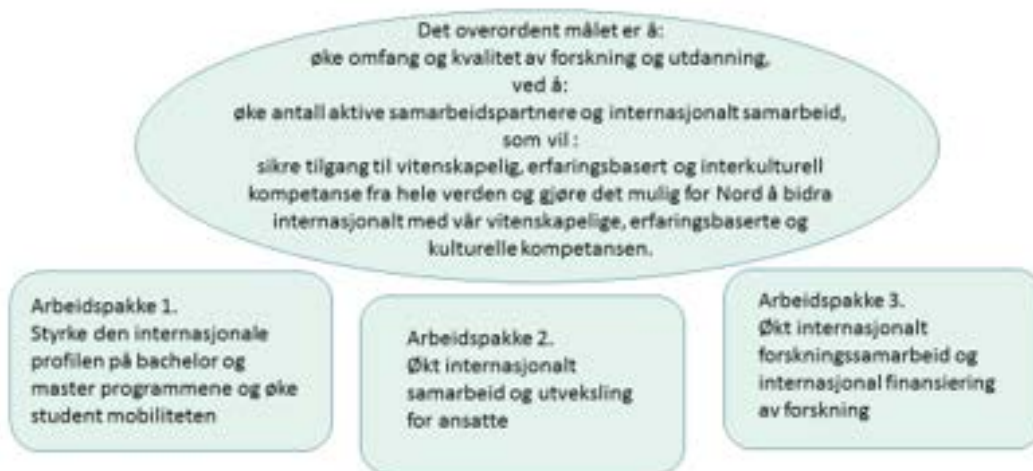 Det overordent målet er å:
øke omfang og kvalitet av forskning og utdanning,
ved å:
øke antall aktive samarbeidspartnere og internasjonalt samarbeid,
som vil :
sikre tilgang til vitenskapelig, erfaringsbasert og interkulturell
kompetanse fra hele verden og gjøre det mulig for Nord å bidra
internasjonalt med vår vitenskapelige, erfaringsbaserte og
kulturelle kompetansen.
Arbeidspakke 1.
Styrke den internasjonale
profilen på bachelor og
master programmene og øke
student mobiliteten
Arbeidspakke 2.
Økt internasjonalt
samarbeid og utveksling
for ansatte
Arbeidspakke 3.
Økt internasjonalt
forskningssamarbeid og
internasjonal finansiering
av forskning